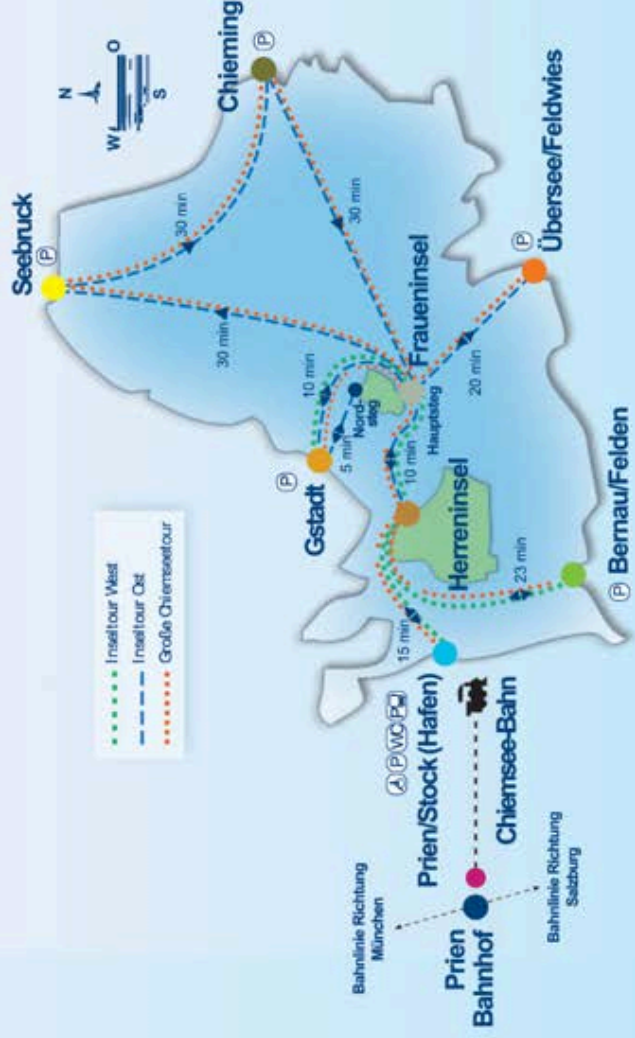 N
W O
S
Inseltour West
Inseltour Ost
Große Chiemseetour
Seebruck
P
Chieming
P
30 min
30 min
30 min
Gstadt
P
10 min
5 min
Nord-
steg
Fraueninsel
Hauptsteg
10 min
20 min
Herreninsel
Übersee/Feldwies
P
15 min
23 min
P Bernau/Felden
P WC P
Prien/Stock (Hafen)
Chiemsee-Bahn
Prien
Bahnhof
Bahnlinie Richtung
München
Bahnlinie Richtung
Salzburg